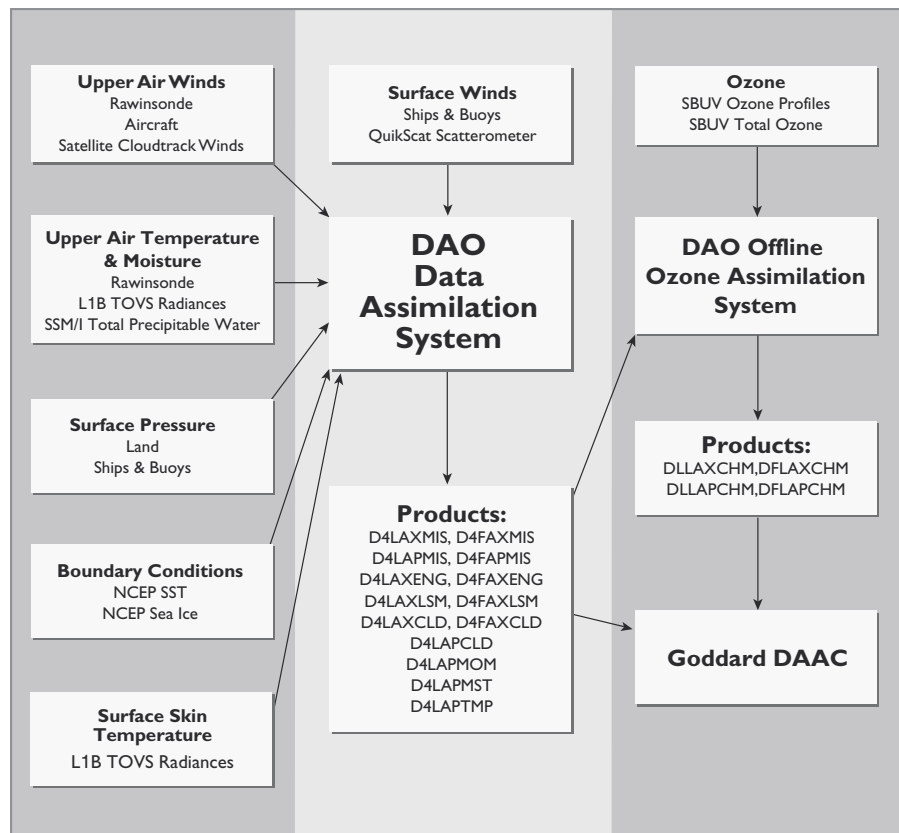 Upper Air Winds
Rawinsonde
Aircraft
Satellite Cloudtrack Winds
Upper Air Temperature
& Moisture
Rawinsonde
L1B TOVS Radiances
SSM/I Total Precipitable Water
Surface Pressure
Land
Ships & Buoys
Boundary Conditions
NCEP SST
NCEP Sea Ice
Surface Skin
Temperature
L1B TOVS Radiances
Surface Winds
Ships & Buoys
QuikScat Scatterometer
DAO
Data
Assimilation
System
Products:
D4LAXMIS, D4FAXMIS
D4LAPMIS, D4FAPMIS
D4LAXENG, D4FAXENG
D4LAXLSM, D4FAXLSM
D4LAXCLD, D4FAXCLD
D4LAPCLD
D4LAPMOM
D4LAPMST
D4LAPTMP
Ozone
SBUV Ozone Profiles
SBUV Total Ozone
DAO Offline
Ozone Assimilation
System
Products:
DLLAXCHM,DFLAXCHM
DLLAPCHM,DFLAPCHM
Goddard DAAC